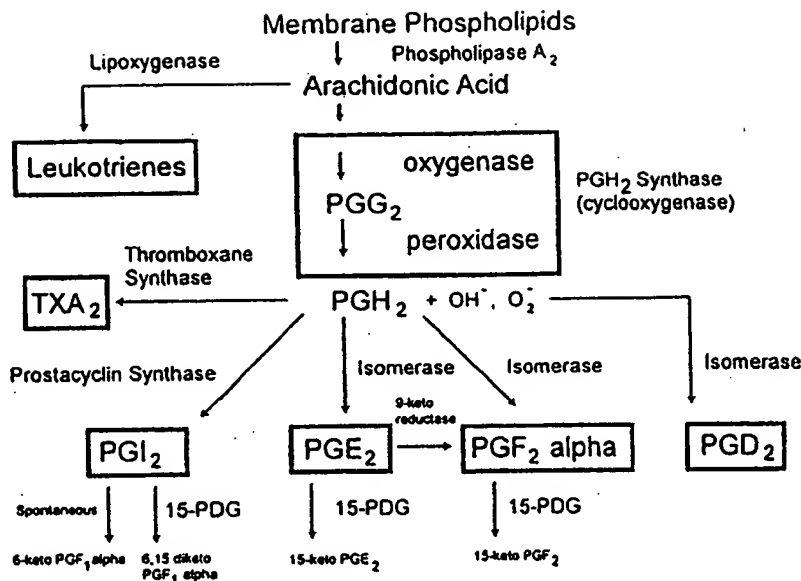 Membrane Phospholipids
Phospholipase A₂
Lipoxygenase
Arachidonic Acid
Leukotrienes
oxygenase
PGG₂
peroxidase
PGH₂ Synthase
(cyclooxygenase)
Thromboxane
Synthase
TXA₂
PGH₂ + OH⁻, O₂⁻
Prostacyclin Synthase
Isomerase
Isomerase
Isomerase
9-keto
reductase
PGI₂
PGE₂
PGF₂ alpha
PGD₂
Spontaneous
15-PDG
15-PDG
15-PDG
6-keto PGF₁ alpha
6,15 diketo
PGF₁ alpha
15-keto PGE₂
15-keto PGF₂